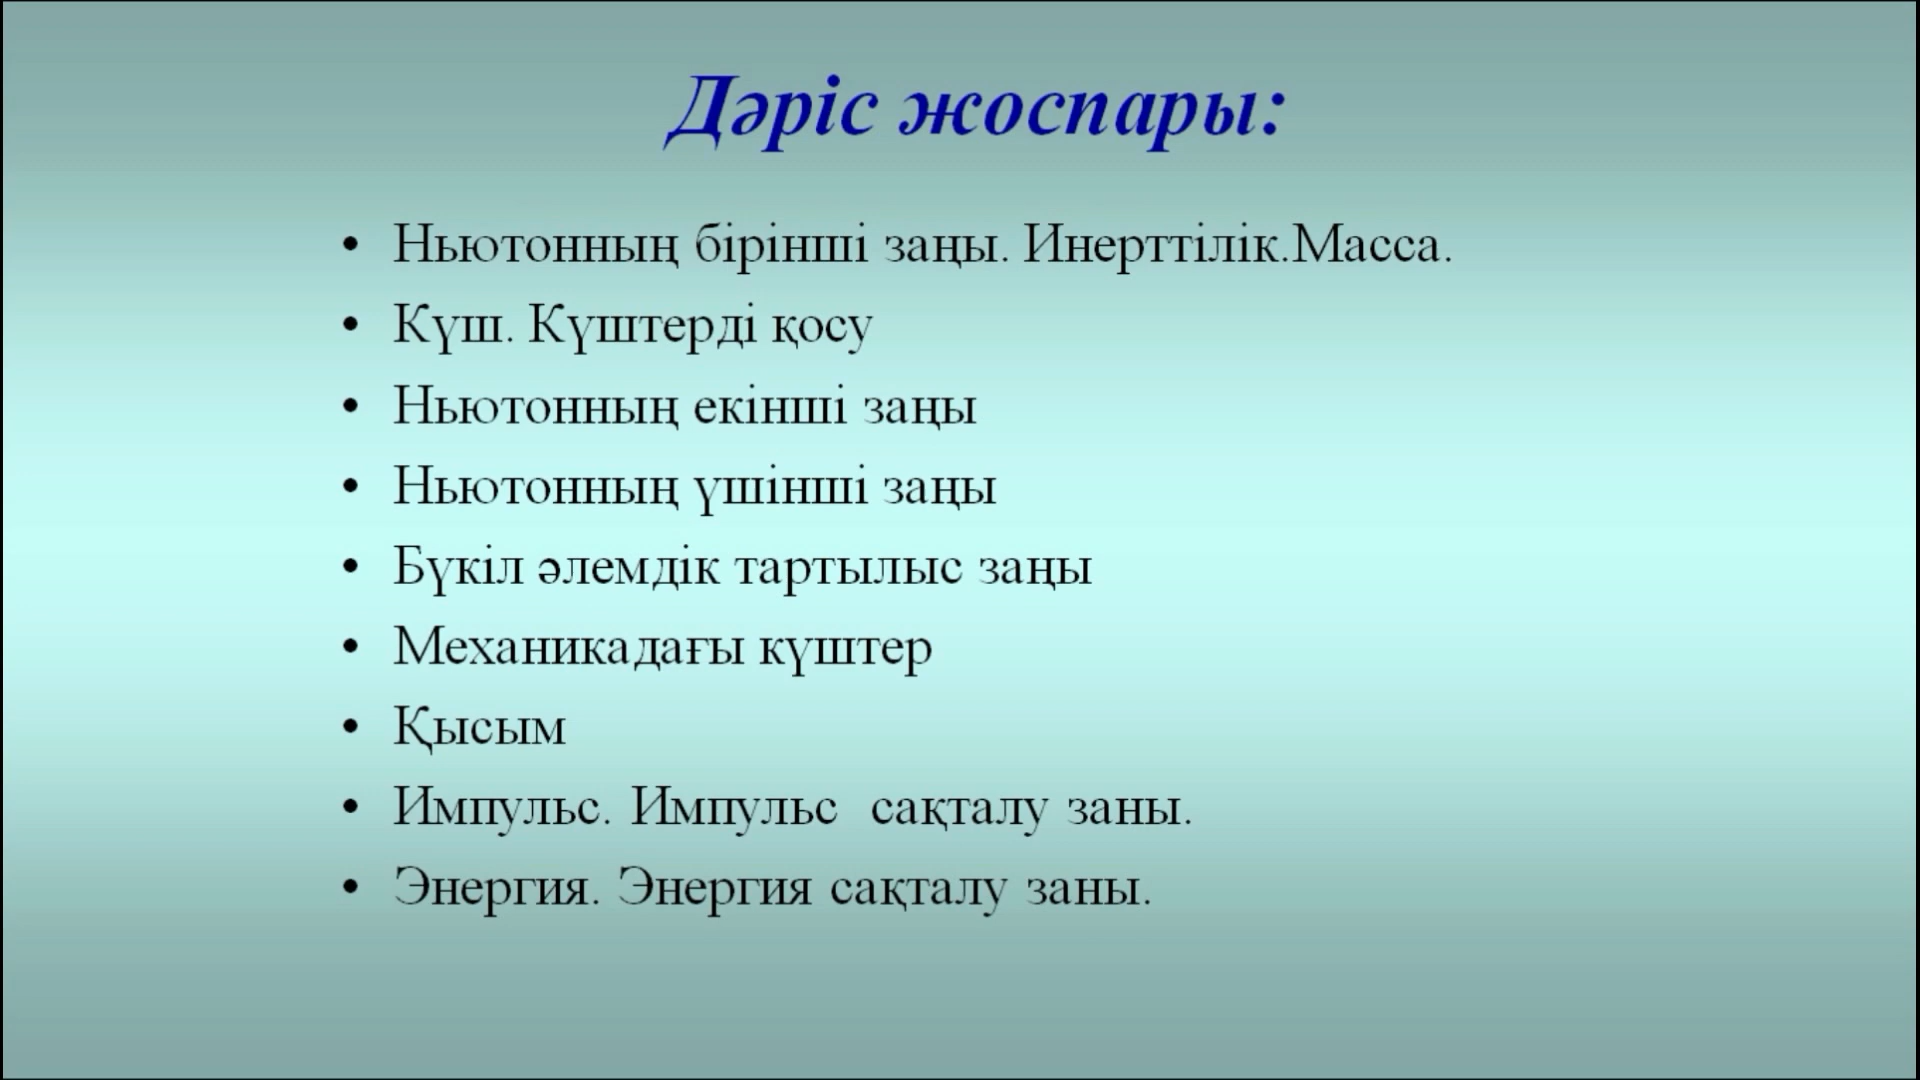 Дәріс жоспары:
• Ньютонның бірінші заңы. Инерттілік.Масса.
• Күш. Күштерді қосу
• Ньютонның екінші заңы
• Ньютонның үшінші заңы
• Бүкіл әлемдік тартылыс заңы
• Механикадағы күштер
• Қысым
• Импульс. Импульс  сақталу заны.
• Энергия. Энергия сақталу заны.